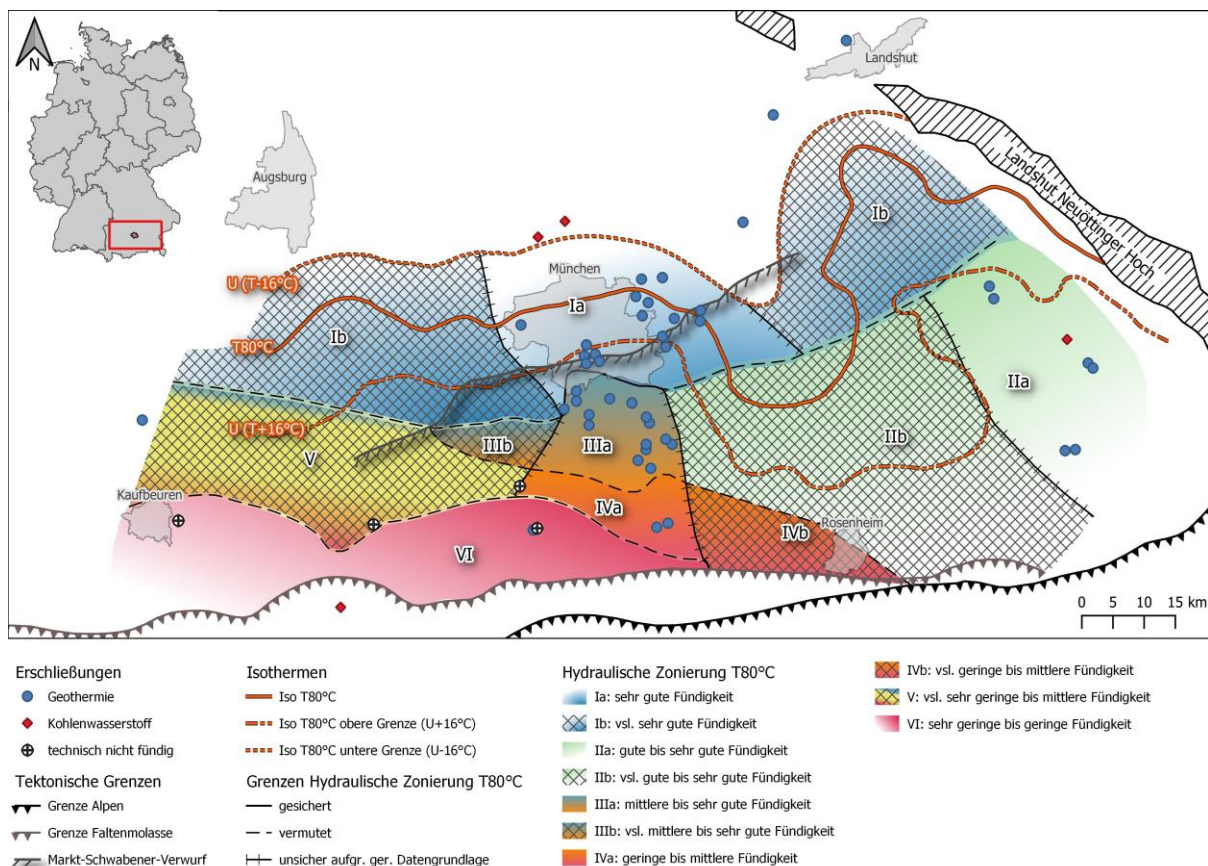 N
Landshut
Augsburg
Landshut Neuöttinger Hoch
Ib
U (T-16°C)
München
Ia
T80°C
Ib
IIa
U (T+16°C)
IIIb
IIIa
IIb
V
Kaufbeuren
IVa
IVb
Rosenheim
VI
0 5 10 15 km
Erschließungen
Geothermie
Kohlenwasserstoff
technisch nicht fündig
Tektonische Grenzen
Grenze Alpen
Grenze Faltenmolasse
Markt-Schwabener-Verwurf
Isothermen
Iso T80°C
Iso T80°C obere Grenze (U+16°C)
Iso T80°C untere Grenze (U-16°C)
Grenzen Hydraulische Zonierung T80°C
gesichert
vermutet
unsicher aufgr. ger. Datengrundlage
Hydraulische Zonierung T80°C
Ia: sehr gute Fündigkeit
Ib: vsl. sehr gute Fündigkeit
IIa: gute bis sehr gute Fündigkeit
IIb: vsl. gute bis sehr gute Fündigkeit
IIIa: mittlere bis sehr gute Fündigkeit
IIIb: vsl. mittlere bis sehr gute Fündigkeit
IVa: geringe bis mittlere Fündigkeit
IVb: vsl. geringe bis mittlere Fündigkeit
V: vsl. sehr geringe bis mittlere Fündigkeit
VI: sehr geringe bis geringe Fündigkeit